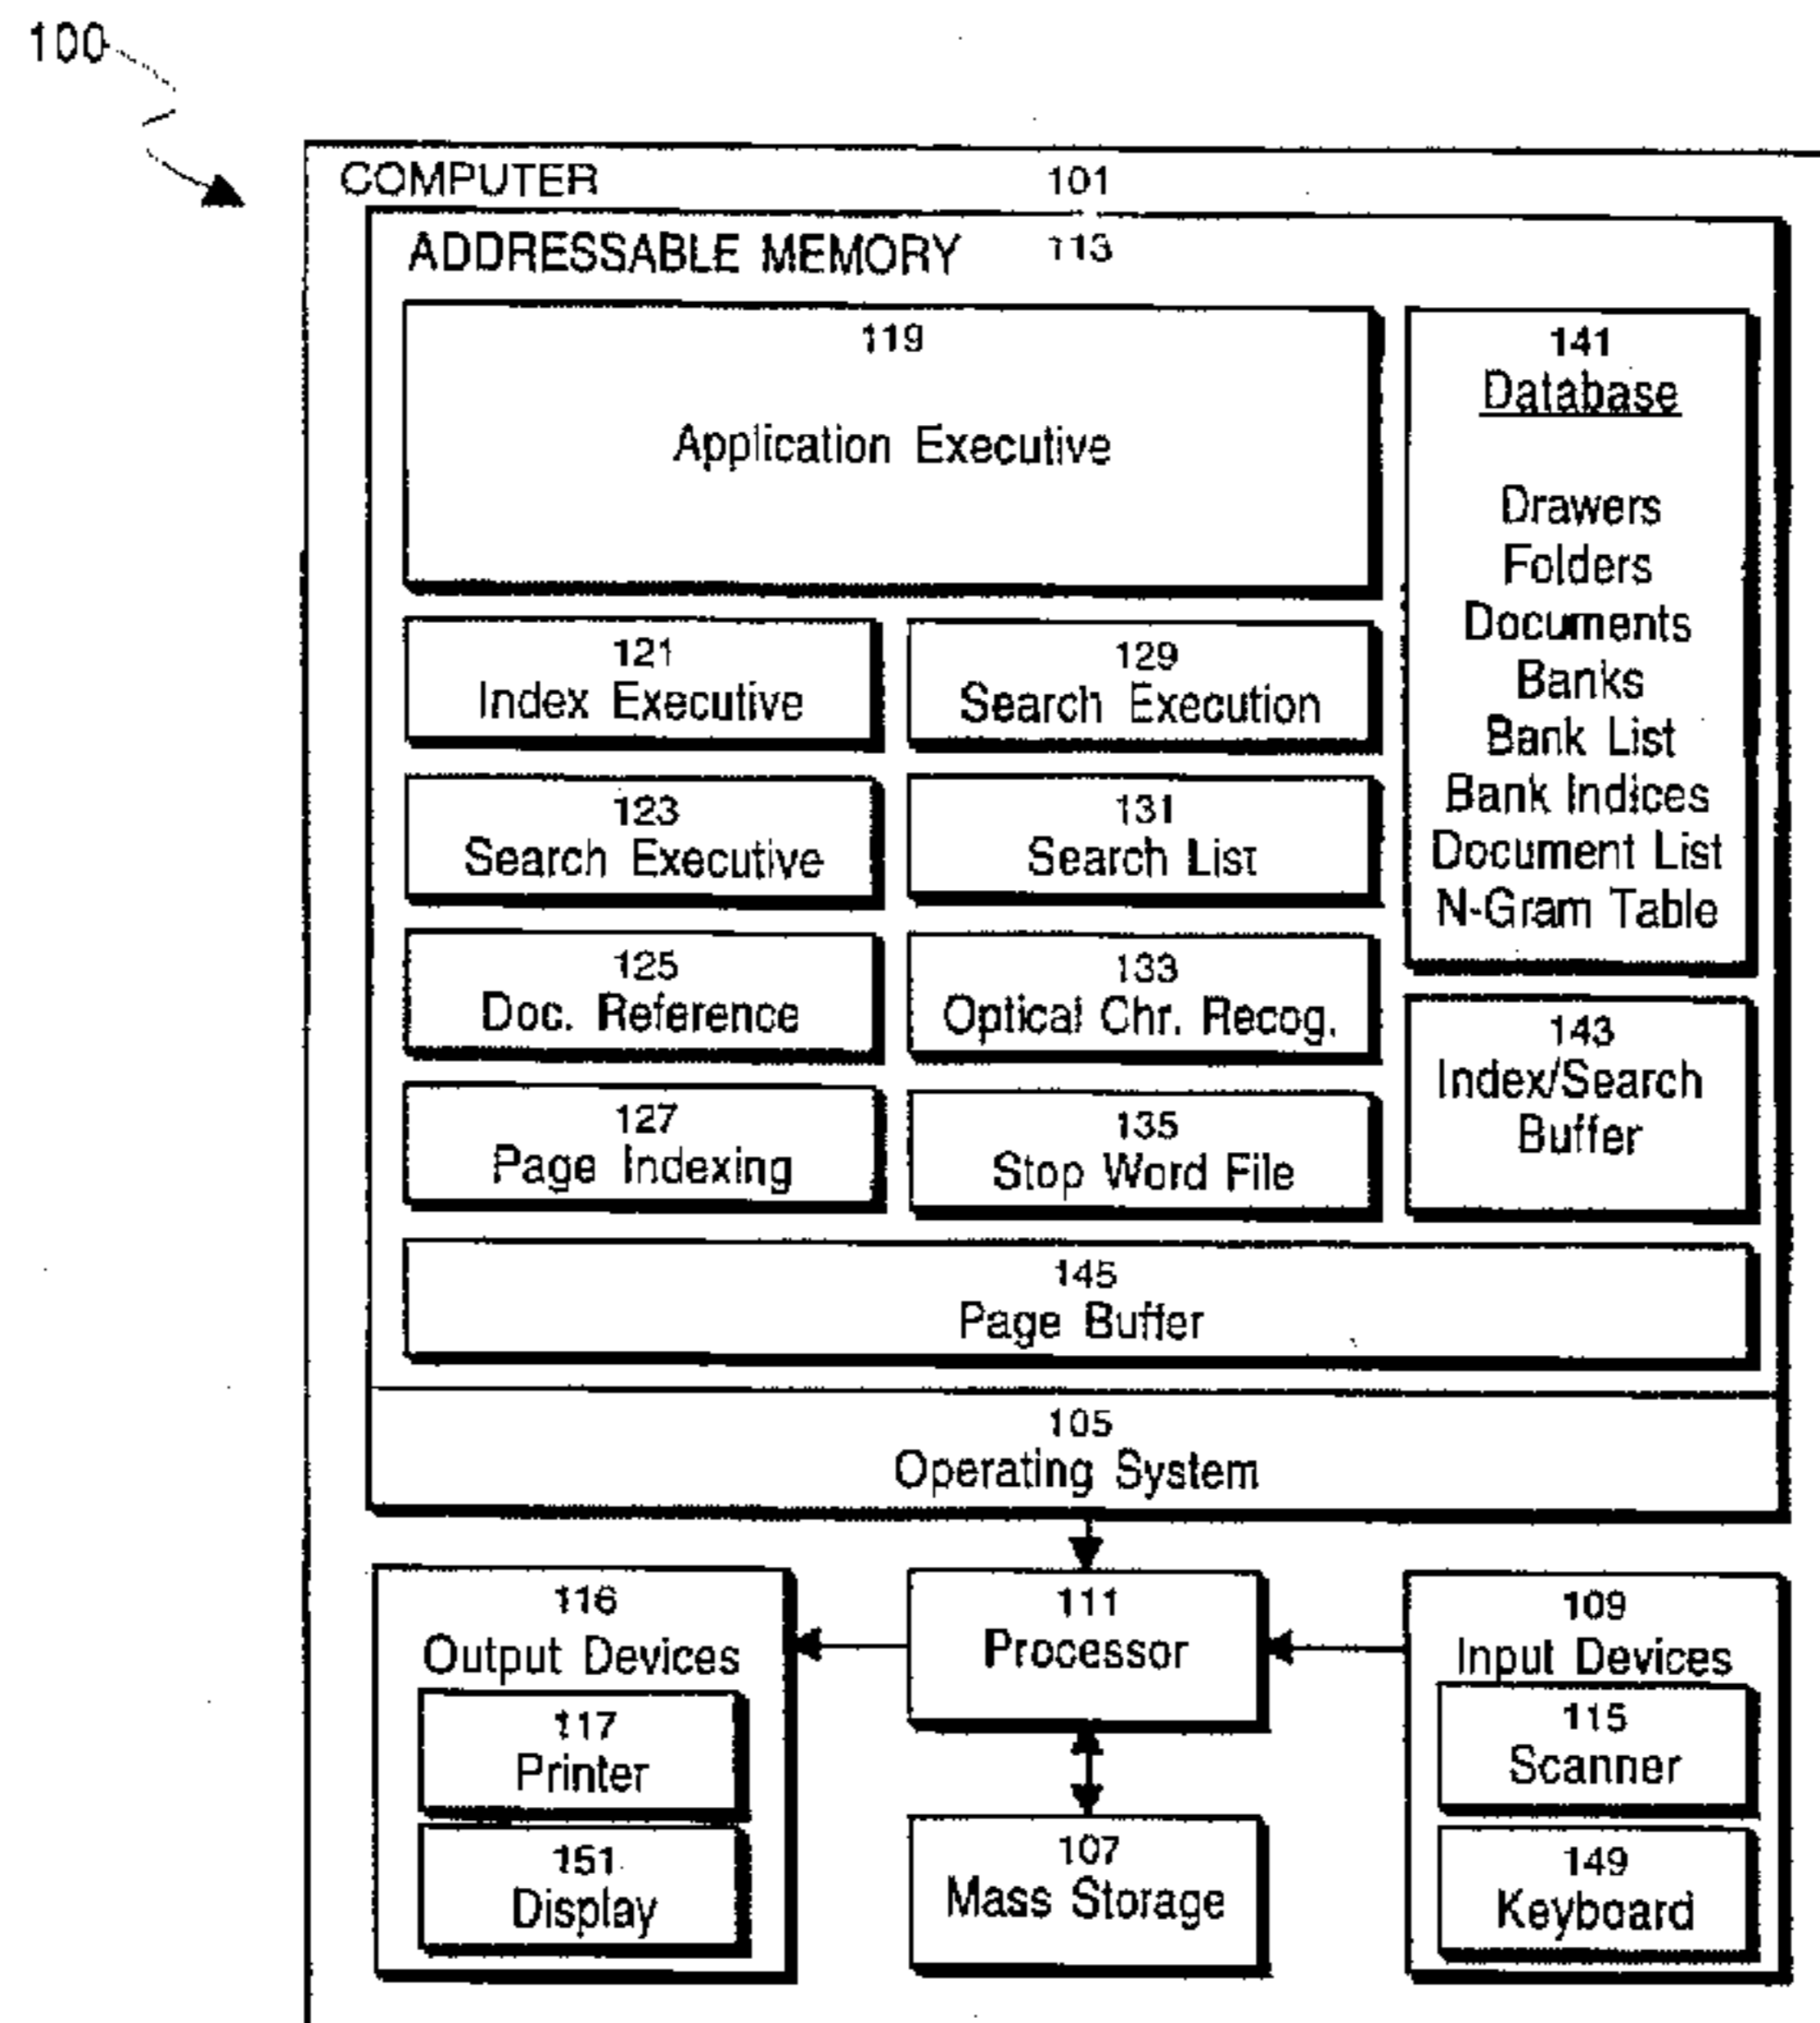 100
COMPUTER 101
ADDRESSABLE MEMORY 113
119
Application Executive
141
Database
Drawers
Folders
Documents
Banks
Bank List
Bank Indices
Document List
N-Gram Table
121
Index Executive
129
Search Execution
123
Search Executive
131
Search List
125
Doc. Reference
133
Optical Chr. Recog.
143
Index/Search
Buffer
127
Page Indexing
135
Stop Word File
145
Page Buffer
105
Operating System
116
Output Devices
117
Printer
151
Display
111
Processor
107
Mass Storage
109
Input Devices
115
Scanner
149
Keyboard